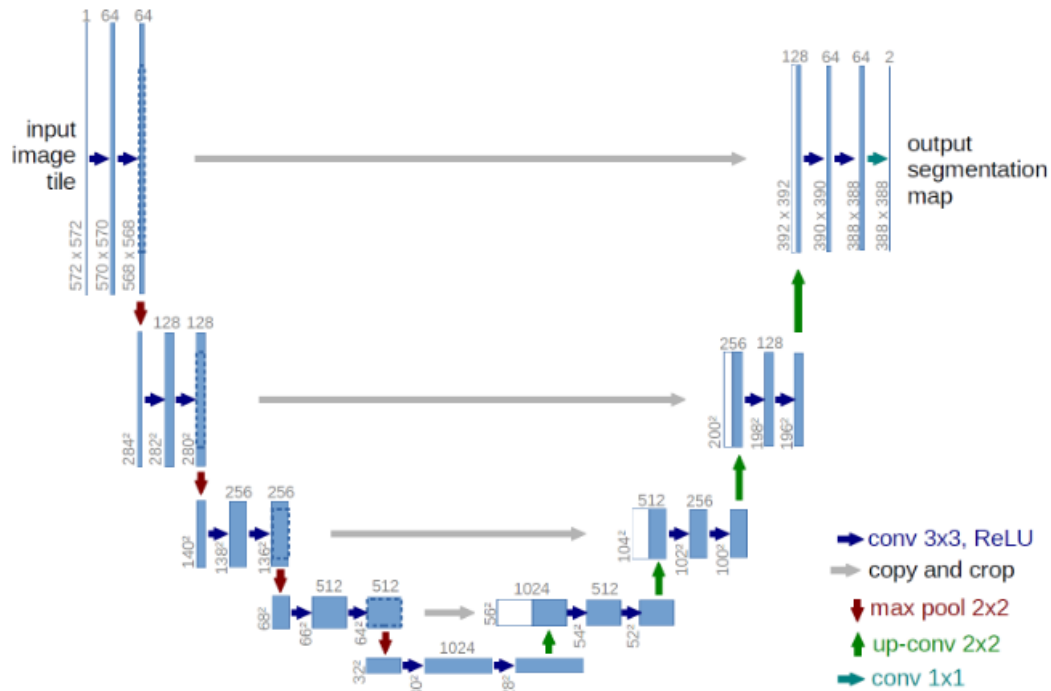 1 64 64
128 64 64 2
input
image
tile
output
segmentation
map
572 x 572
570 x 570
568 x 568
392 x 392
390 x 390
388 x 388
388 x 388
128 128
256 128
284²
282²
280²
200²
198²
196²
256 256
512 256
140²
138²
136²
104²
102²
100²
conv 3x3, ReLU
copy and crop
max pool 2x2
up-conv 2x2
conv 1x1
512 512
1024 512
68²
66²
64²
56²
54²
52²
1024
32²